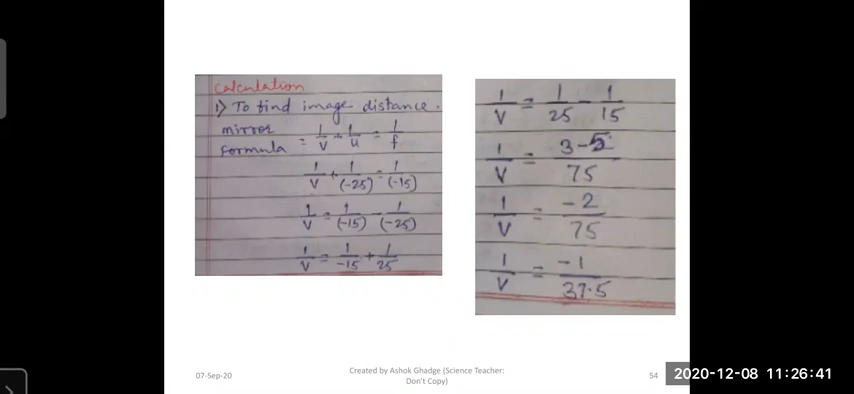 Calculation
1) To find image distance.
mirror formula = 1/v + 1/u = 1/f
1/v + 1/(-25) = 1/(-15)
1/v = 1/(-15) - 1/(-25)
1/v = 1/-15 + 1/25
1/v = 1/25 - 1/15
1/v = 3-5/75
1/v = -2/75
1/v = -1/37.5
07-Sep-20
Created by Ashok Ghadge (Science Teacher:
Don't Copy)
54
2020-12-08 11:26:41